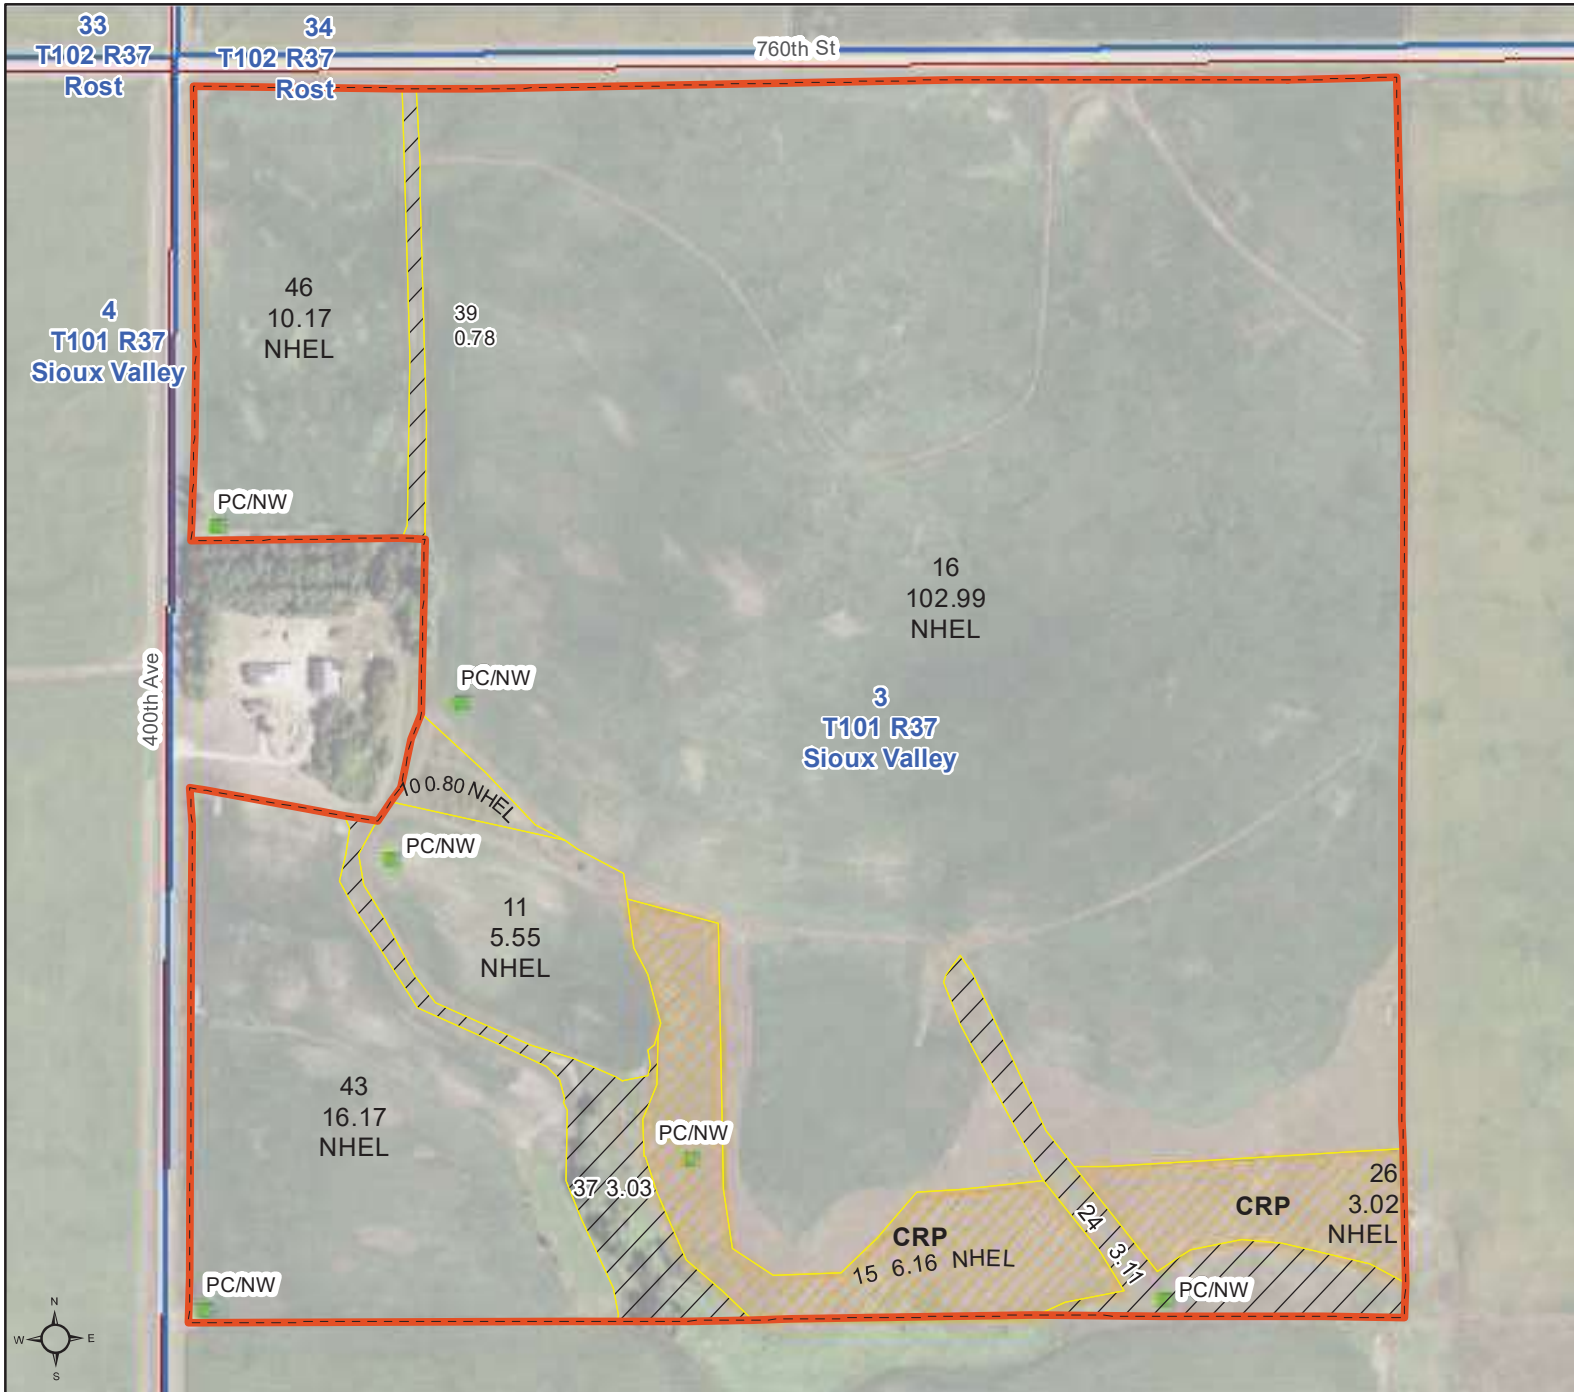 33
T102 R37
Rost
34
T102 R37
Rost
760th St
4
T101 R37
Sioux Valley
46
10.17
NHEL
39
0.78
PC/NW
16
102.99
NHEL
400th Ave
PC/NW
3
T101 R37
Sioux Valley
10 0.80 NHEL
PC/NW
11
5.55
NHEL
43
16.17
NHEL
PC/NW
37 3.03
CRP
15 6.16 NHEL
24
3.11
CRP
26
3.02
NHEL
PC/NW
PC/NW
N
W
E
S